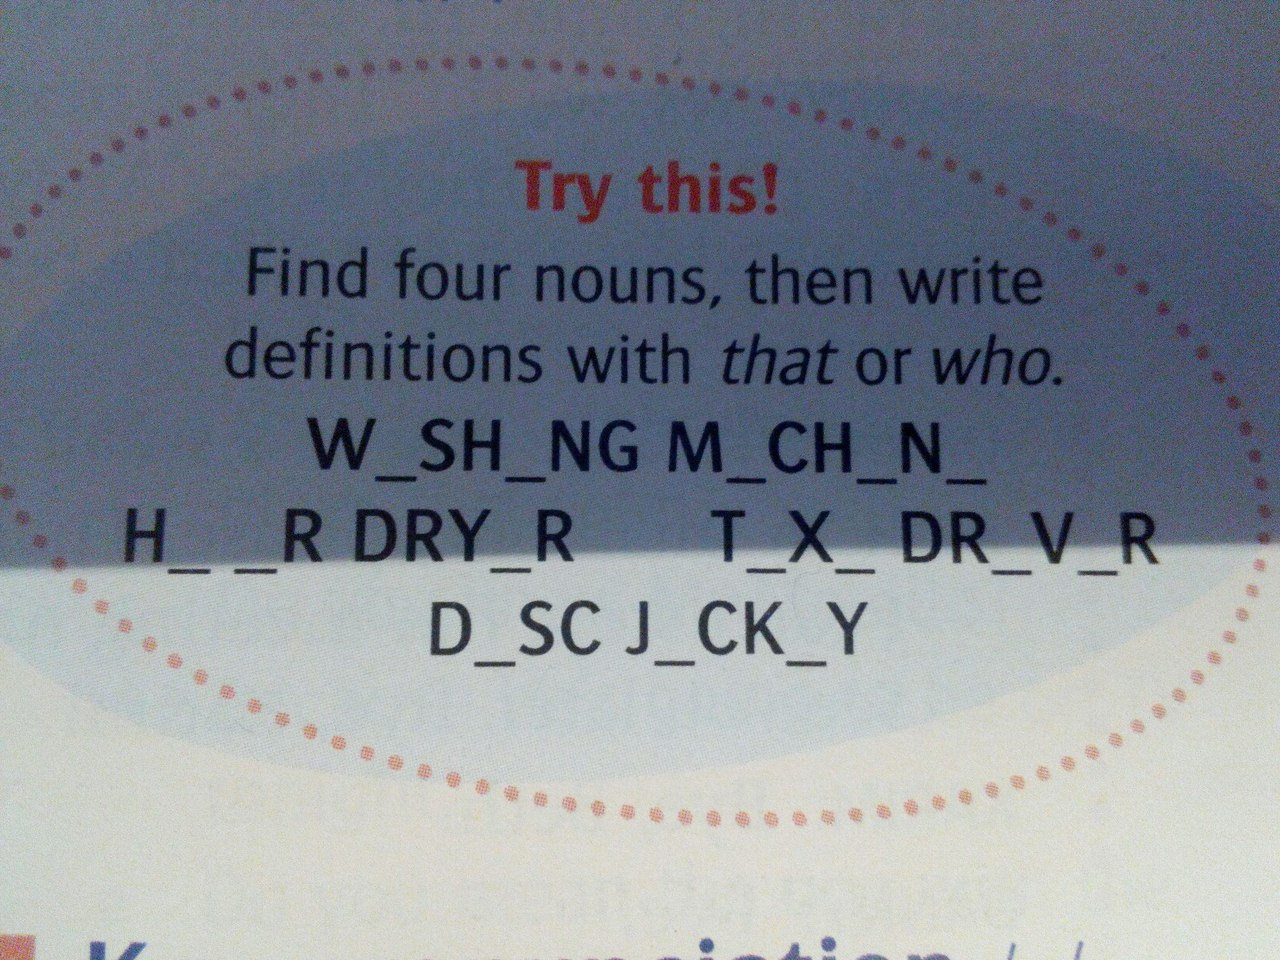 Try this!
Find four nouns, then write
definitions with that or who.
W_SH_NG M_CH_N_
H_ _R DRY_R T_X_ DR_V_R
D_SC J_CK_Y